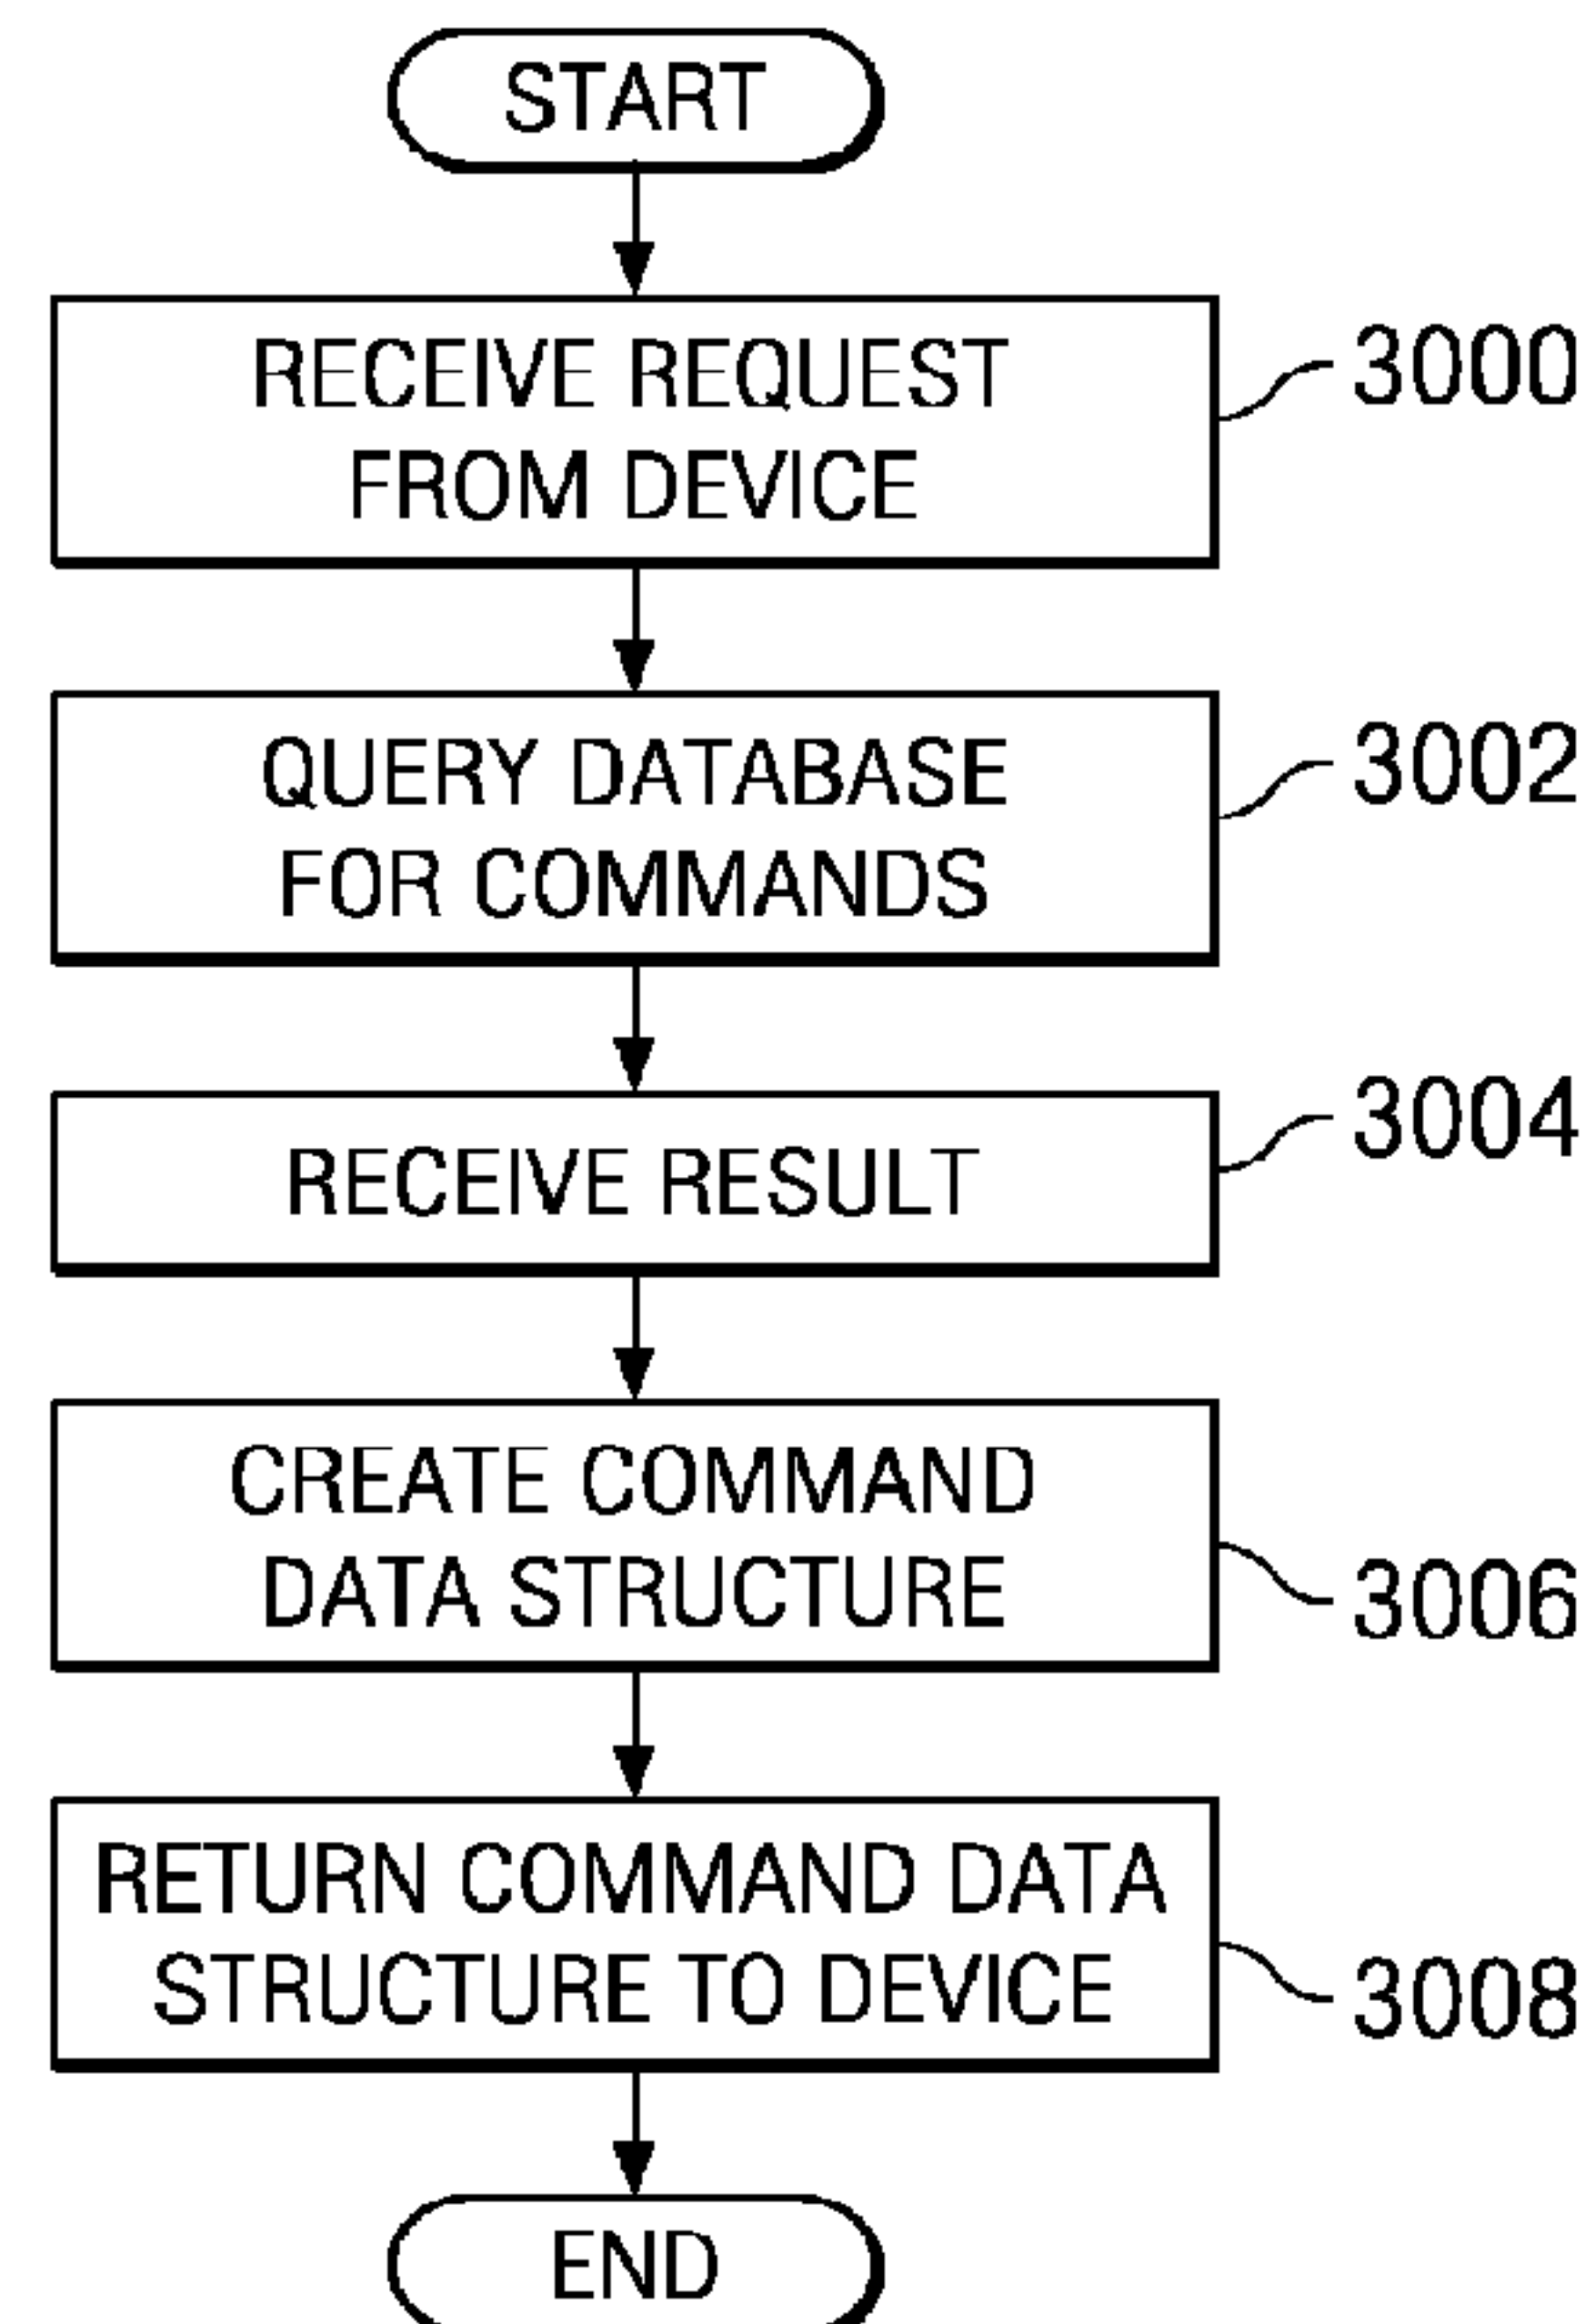 START
RECEIVE REQUEST
FROM DEVICE
3000
QUERY DATABASE
FOR COMMANDS
3002
RECEIVE RESULT
3004
CREATE COMMAND
DATA STRUCTURE
3006
RETURN COMMAND DATA
STRUCTURE TO DEVICE
3008
END